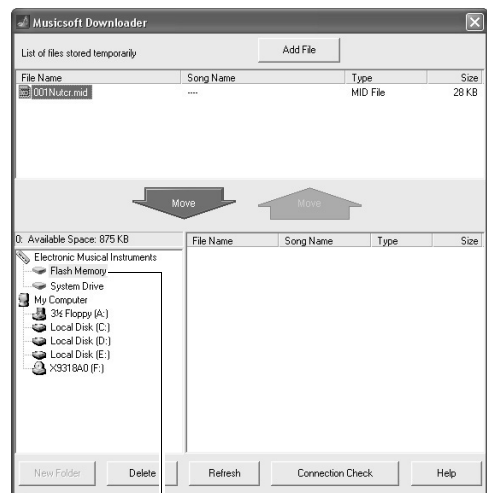 Musicsoft Downloader
List of files stored temporarily
Add File
File Name Song Name Type Size
001Nutcr.mid ---- MID File 28 KB
Move Move
0: Available Space: 875 KB
File Name Song Name Type Size
Electronic Musical Instruments
Flash Memory
System Drive
My Computer
3½ Floppy (A:)
Local Disk (C:)
Local Disk (D:)
Local Disk (E:)
X9318A0 (F:)
New Folder Delete Refresh Connection Check Help